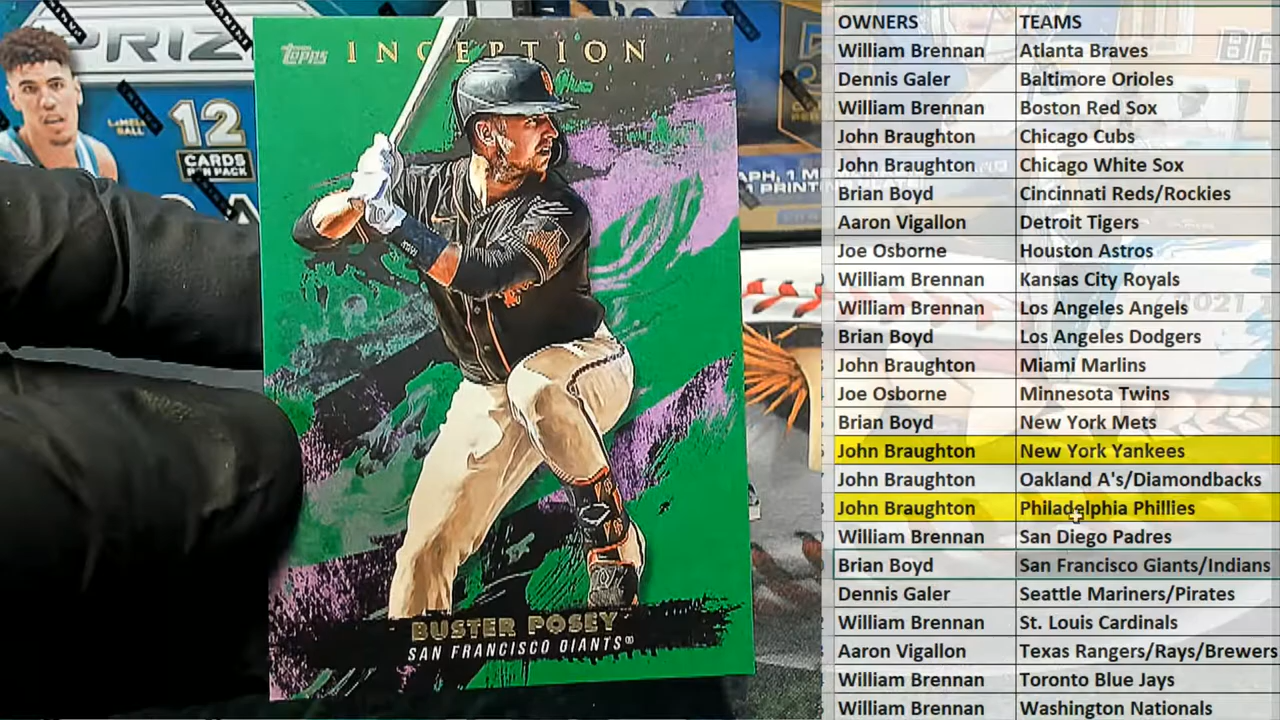 PRIZ
LaMELO
BALL
12
CARDS
PER PACK
Topps INCEPTION
BUSTER POSEY
SAN FRANCISCO GIANTS®
OWNERS TEAMS
William Brennan Atlanta Braves
Dennis Galer Baltimore Orioles
William Brennan Boston Red Sox
John Braughton Chicago Cubs
John Braughton Chicago White Sox
Brian Boyd Cincinnati Reds/Rockies
Aaron Vigallon Detroit Tigers
Joe Osborne Houston Astros
William Brennan Kansas City Royals
William Brennan Los Angeles Angels
Brian Boyd Los Angeles Dodgers
John Braughton Miami Marlins
Joe Osborne Minnesota Twins
Brian Boyd New York Mets
John Braughton New York Yankees
John Braughton Oakland A's/Diamondbacks
John Braughton Philadelphia Phillies
William Brennan San Diego Padres
Brian Boyd San Francisco Giants/Indians
Dennis Galer Seattle Mariners/Pirates
William Brennan St. Louis Cardinals
Aaron Vigallon Texas Rangers/Rays/Brewers
William Brennan Toronto Blue Jays
William Brennan Washington Nationals
2021